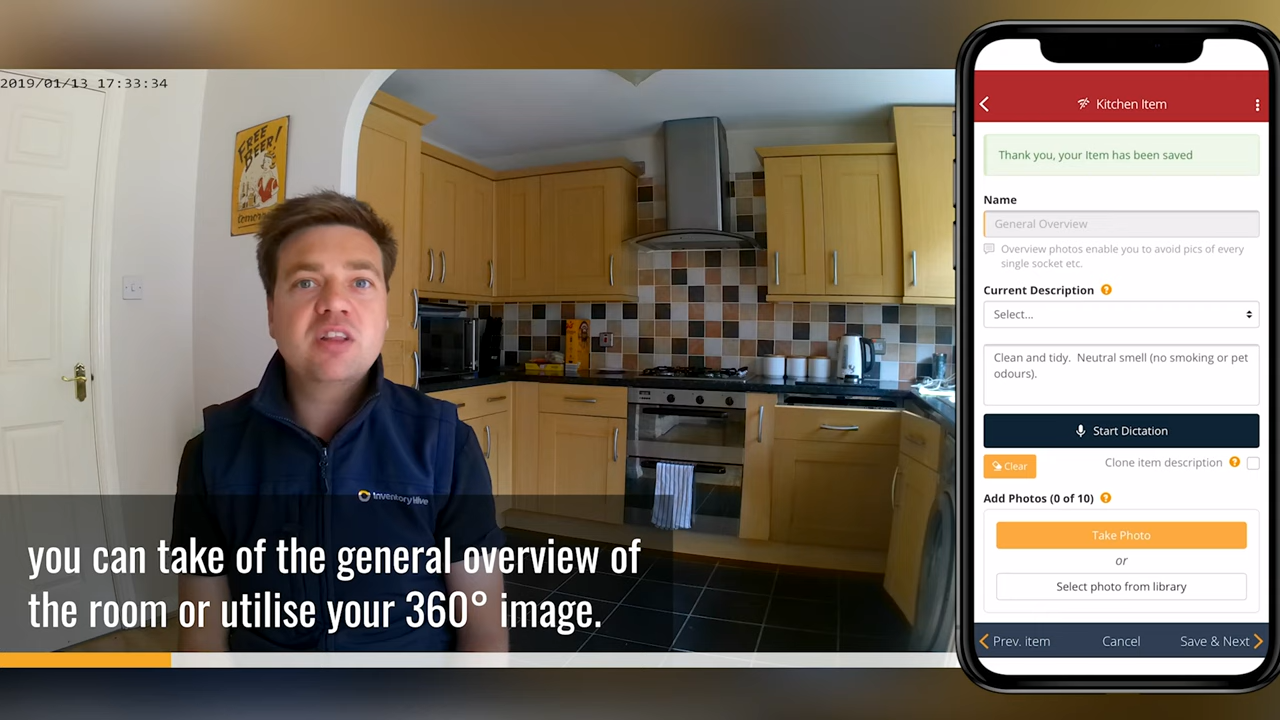 2019/01/13 17:33:34
FREE
BEER!
Tomorrow
InventoryHive
you can take of the general overview of
the room or utilise your 360° image.
Kitchen Item
Thank you, your Item has been saved
Name
General Overview
Overview photos enable you to avoid pics of every
single socket etc.
Current Description
Select...
Clean and tidy.  Neutral smell (no smoking or pet
odours).
Start Dictation
Clear
Clone item description
Add Photos (0 of 10)
Take Photo
or
Select photo from library
Prev. item
Cancel
Save & Next